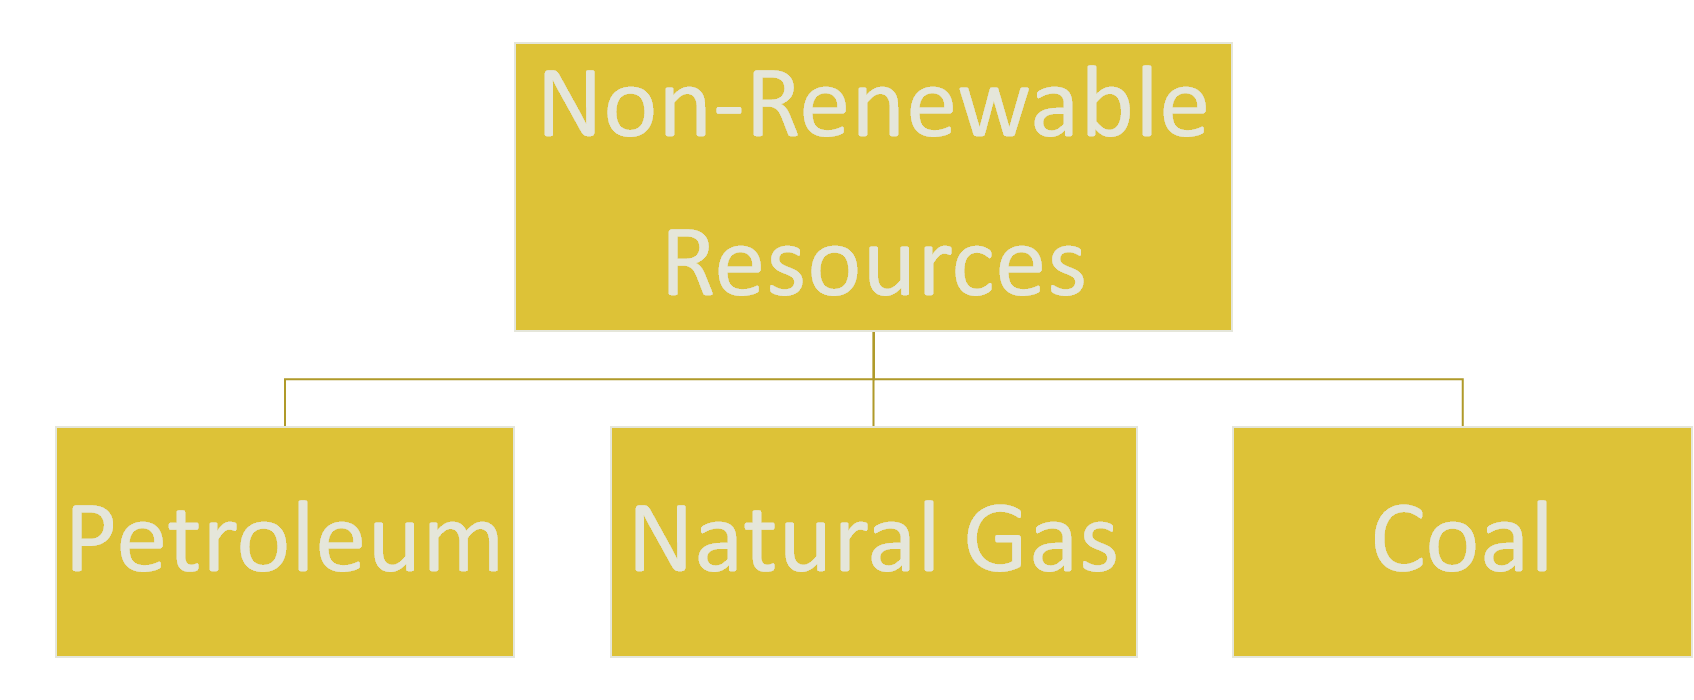 Non-Renewable
Resources
Petroleum
Natural Gas
Coal